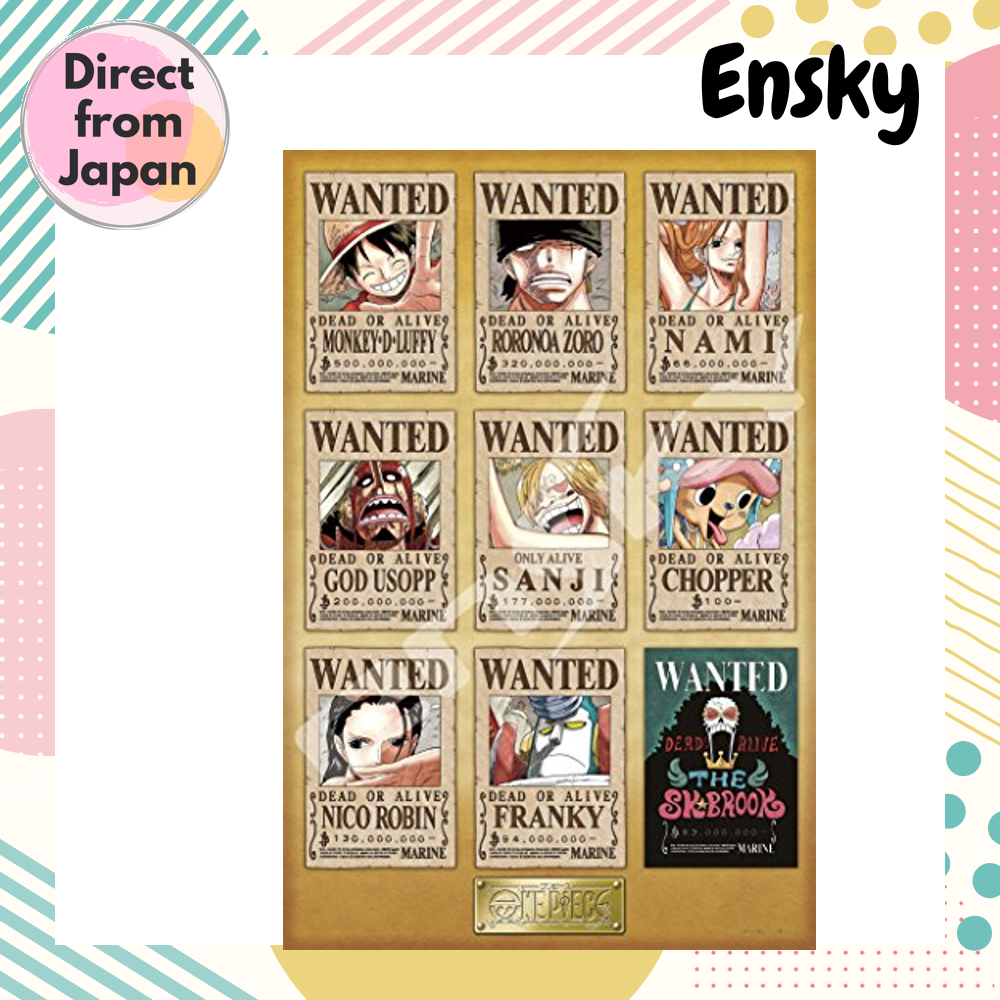 Direct
from
Japan
Ensky
WANTED
DEAD OR ALIVE
MONKEY·D·LUFFY
500.000.000-
MARINE
WANTED
DEAD OR ALIVE
RORONOA ZORO
320.000.000-
MARINE
WANTED
DEAD OR ALIVE
NAMI
66.000.000-
MARINE
WANTED
DEAD OR ALIVE
GOD USOPP
200.000.000-
MARINE
WANTED
ONLY ALIVE
SANJI
177.000.000-
MARINE
WANTED
DEAD OR ALIVE
CHOPPER
100-
MARINE
WANTED
DEAD OR ALIVE
NICO ROBIN
130.000.000-
MARINE
WANTED
DEAD OR ALIVE
FRANKY
94.000.000-
MARINE
WANTED
DEAD ALIVE
THE
SK★BROOK
83.000.000-
MARINE
ONE PIECE